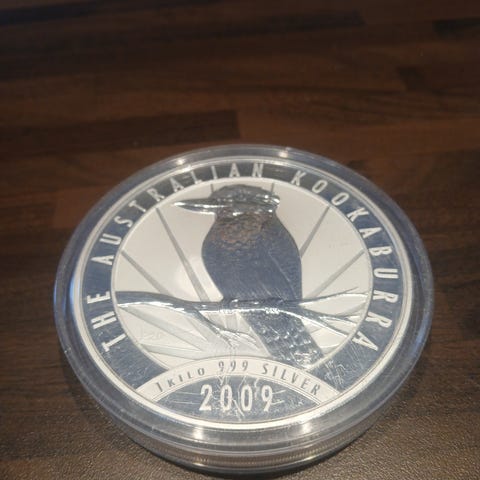 THE AUSTRALIAN KOOKABURRA
1 KILO 999 SILVER
2009